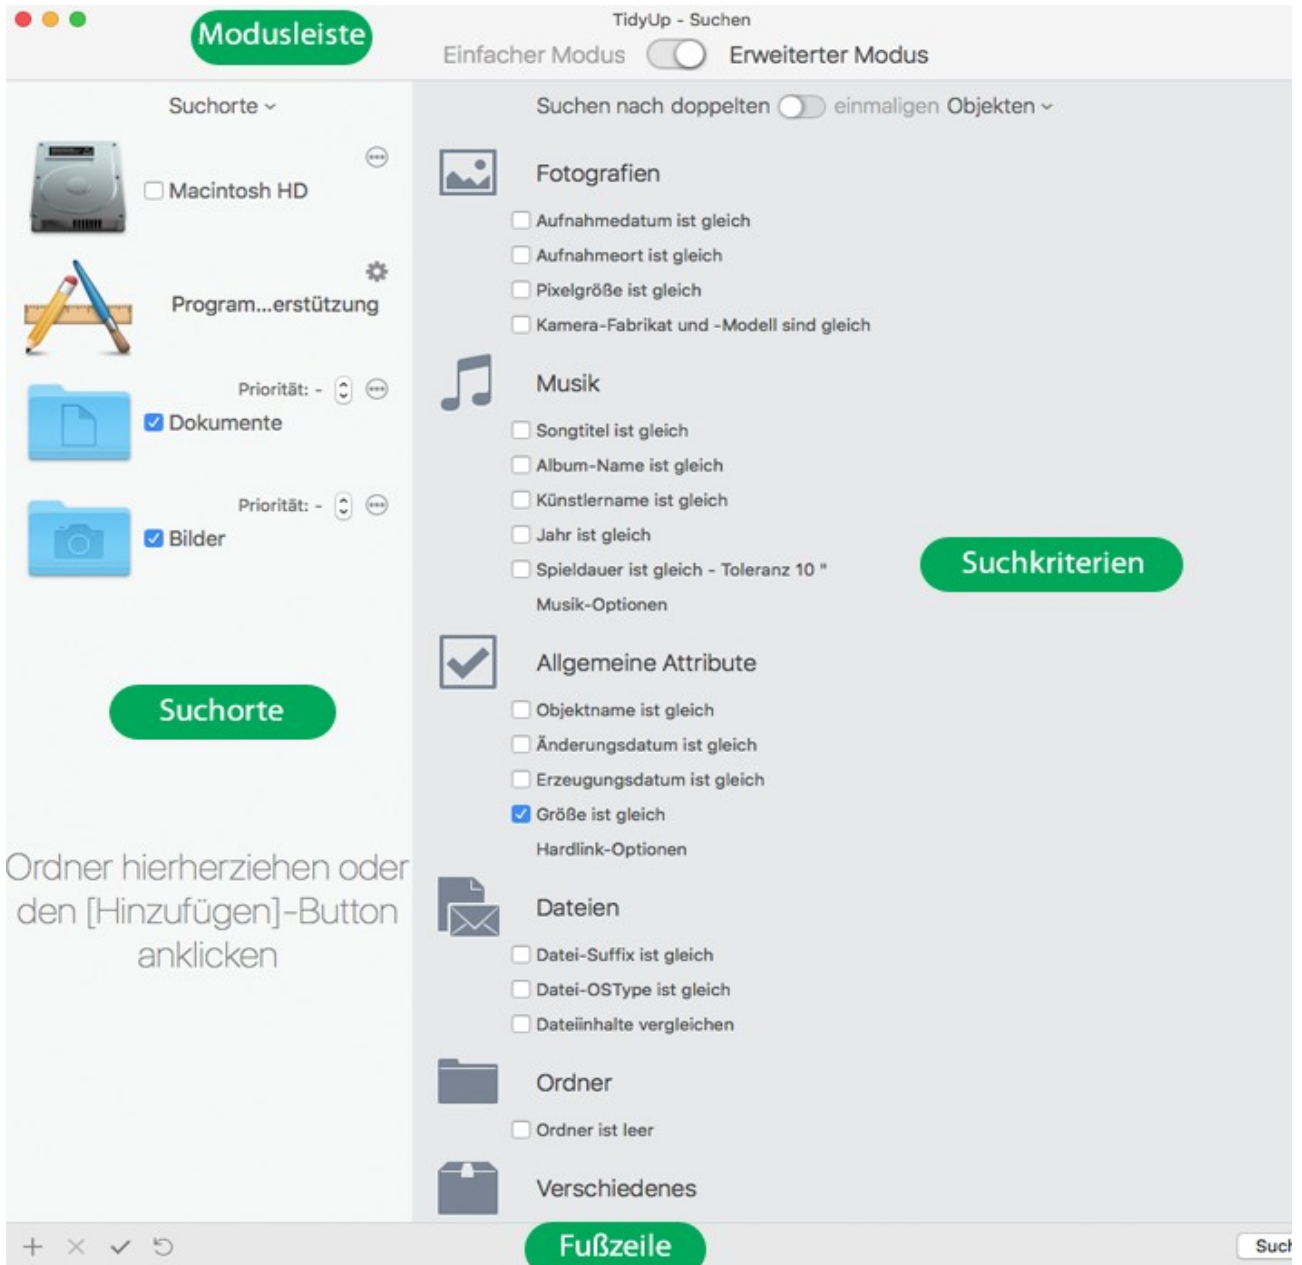 Modusleiste
TidyUp - Suchen
Einfacher Modus Erweiterter Modus
Suchorte
Macintosh HD
Program...erstützung
Priorität: -
Dokumente
Priorität: -
Bilder
Suchorte
Ordner hierherziehen oder
den [Hinzufügen]-Button
anklicken
Suchen nach doppelten einmaligen Objekten
Fotografien
Aufnahmedatum ist gleich
Aufnahmeort ist gleich
Pixelgröße ist gleich
Kamera-Fabrikat und -Modell sind gleich
Musik
Songtitel ist gleich
Album-Name ist gleich
Künstlername ist gleich
Jahr ist gleich
Spieldauer ist gleich - Toleranz 10 "
Musik-Optionen
Suchkriterien
Allgemeine Attribute
Objektname ist gleich
Änderungsdatum ist gleich
Erzeugungsdatum ist gleich
Größe ist gleich
Hardlink-Optionen
Dateien
Datei-Suffix ist gleich
Datei-OSType ist gleich
Dateiinhalte vergleichen
Ordner
Ordner ist leer
Verschiedenes
Fußzeile
Such